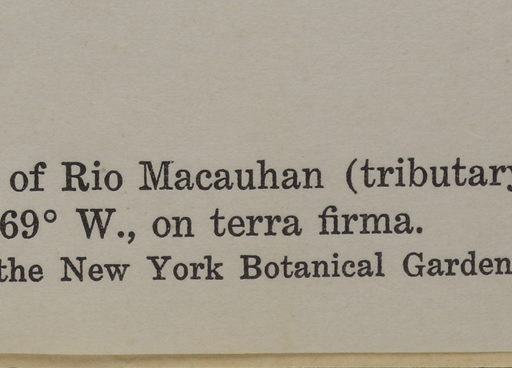 of Rio Macauhan (tributary
69° W., on terra firma.
the New York Botanical Garden